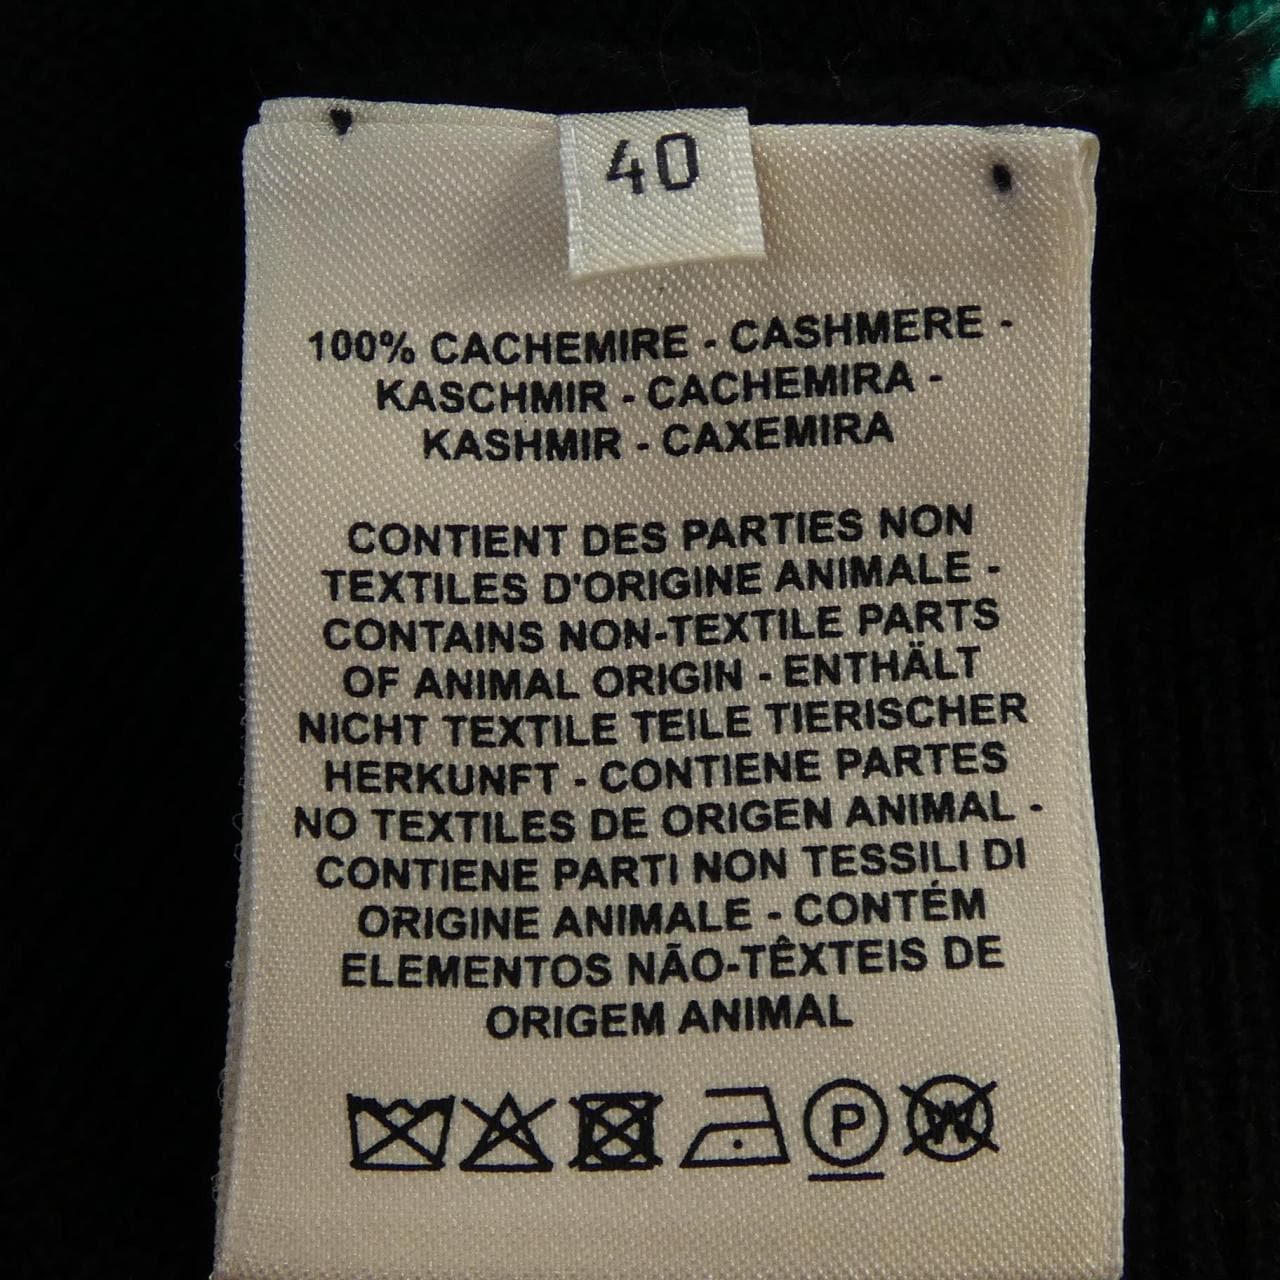 40
100% CACHEMIRE - CASHMERE -
KASCHMIR - CACHEMIRA -
KASHMIR - CAXEMIRA
CONTIENT DES PARTIES NON
TEXTILES D'ORIGINE ANIMALE -
CONTAINS NON-TEXTILE PARTS
OF ANIMAL ORIGIN - ENTHÄLT
NICHT TEXTILE TEILE TIERISCHER
HERKUNFT - CONTIENE PARTES
NO TEXTILES DE ORIGEN ANIMAL -
CONTIENE PARTI NON TESSILI DI
ORIGINE ANIMALE - CONTÉM
ELEMENTOS NÃO-TÊXTEIS DE
ORIGEM ANIMAL
P W